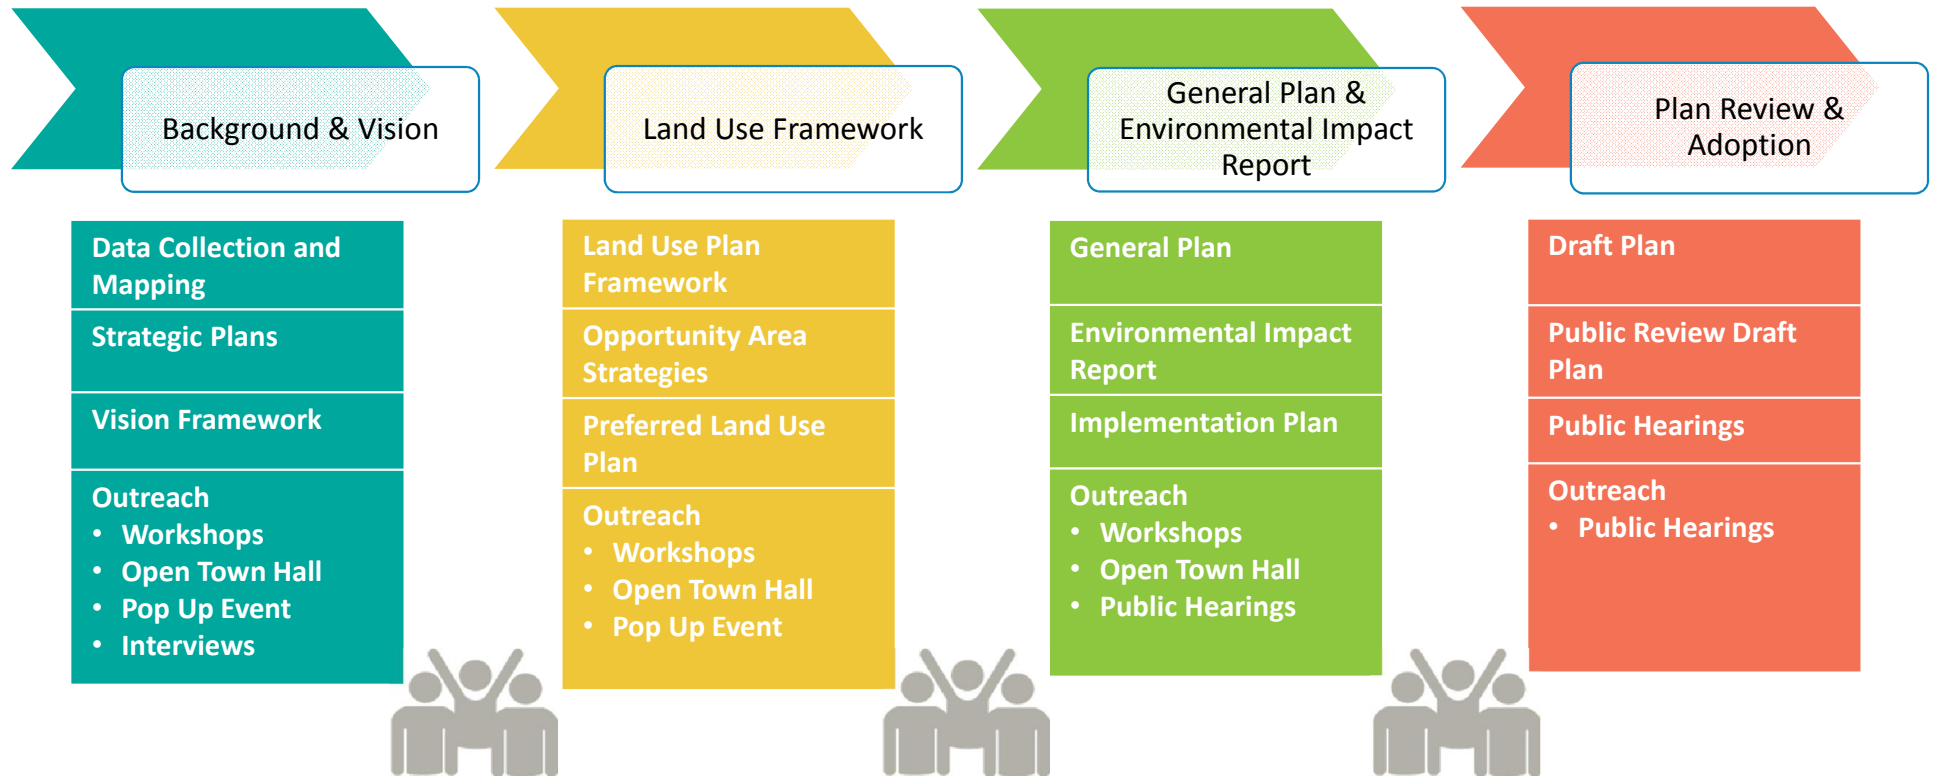 Background & Vision
Land Use Framework
General Plan &
Environmental Impact
Report
Plan Review &
Adoption
Data Collection and
Mapping
Strategic Plans
Vision Framework
Outreach
• Workshops
• Open Town Hall
• Pop Up Event
• Interviews
Land Use Plan
Framework
Opportunity Area
Strategies
Preferred Land Use
Plan
Outreach
• Workshops
• Open Town Hall
• Pop Up Event
General Plan
Environmental Impact
Report
Implementation Plan
Outreach
• Workshops
• Open Town Hall
• Public Hearings
Draft Plan
Public Review Draft
Plan
Public Hearings
Outreach
• Public Hearings